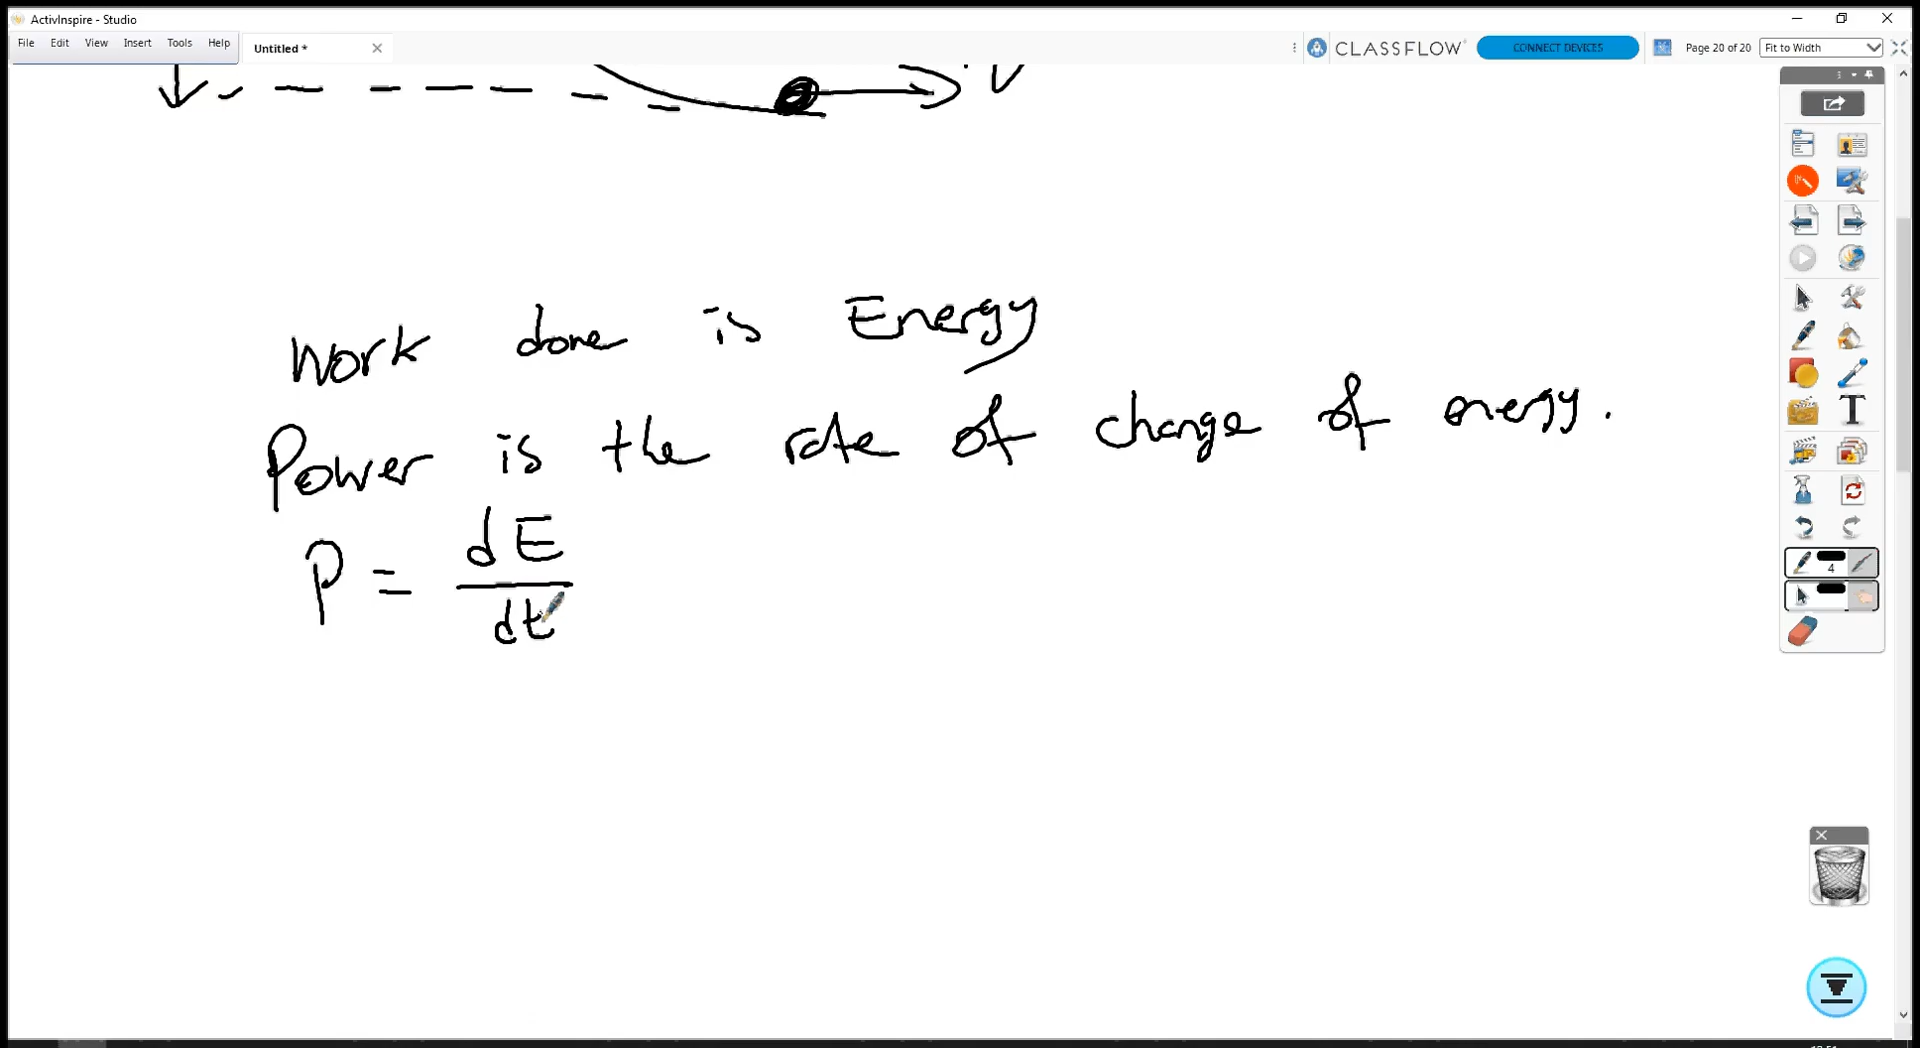 ActivInspire - Studio
File Edit View Insert Tools Help
Untitled *
CLASSFLOW
CONNECT DEVICES
Page 20 of 20
Fit to Width
V
Work done is Energy
Power is the rate of change of energy.
P = dE
dt
T
4